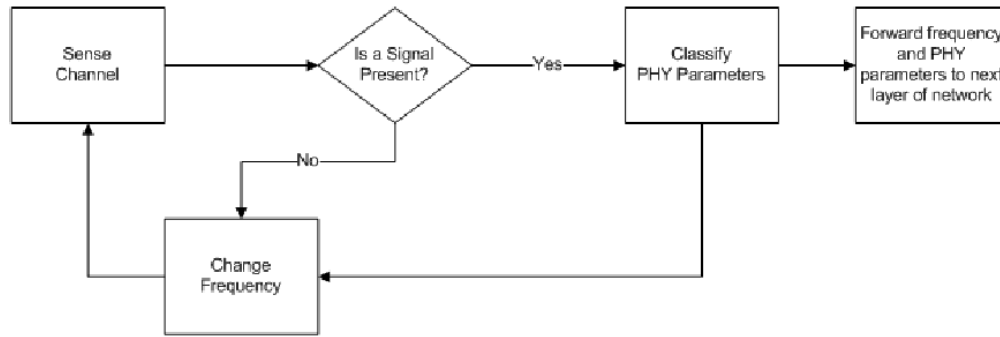 Sense
Channel
Is a Signal
Present?
Yes
Classify
PHY Parameters
Forward frequency
and PHY
parameters to next
layer of network
No
Change
Frequency